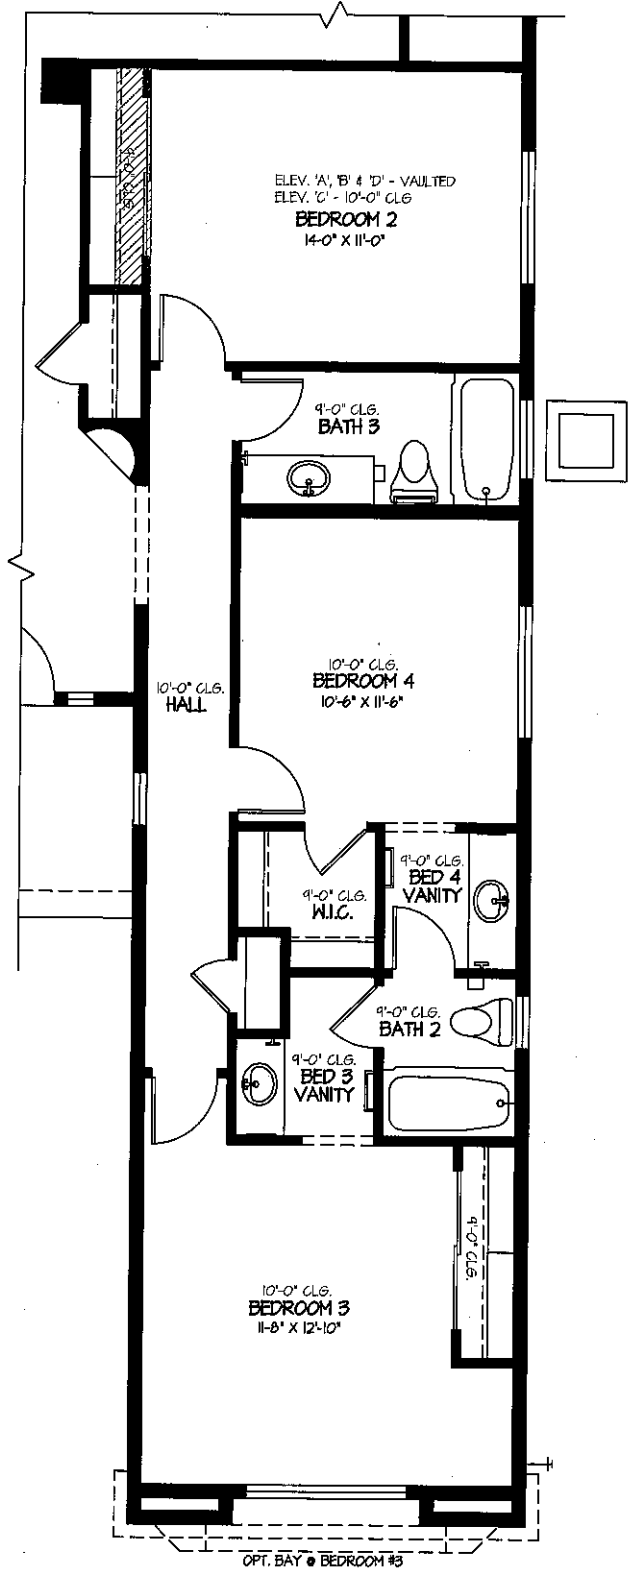 ELEV. 'A', 'B' & 'D' - VAULTED
ELEV. 'C' - 10'-0" CLG
BEDROOM 2
14'-0" X 11'-0"
9'-0" CLG.
BATH 3
10'-0" CLG.
BEDROOM 4
10'-6" X 11'-6"
10'-0" CLG.
HALL
9'-0" CLG.
W.I.C.
9'-0" CLG.
BED 4
VANITY
9'-0" CLG.
BATH 2
9'-0" CLG.
BED 3
VANITY
9'-0" CLG.
10'-0" CLG.
BEDROOM 3
11'-8" X 12'-10"
OPT. BAY @ BEDROOM #3